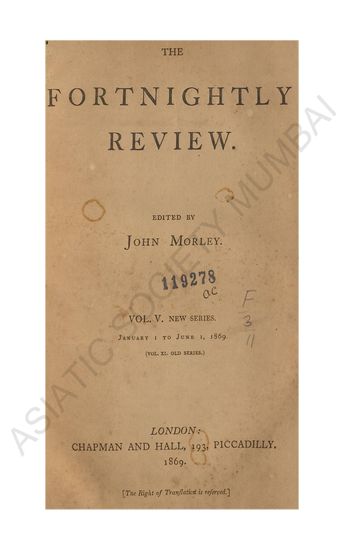 THE
FORTNIGHTLY
REVIEW.
EDITED BY
JOHN MORLEY.
119278
OC
VOL. V. NEW SERIES.
JANUARY 1 TO JUNE 1, 1869.
(VOL. XI. OLD SERIES.)
F
3
11
LONDON:
CHAPMAN AND HALL, 193, PICCADILLY.
1869.
[The Right of Translation is reserved.]
ASIATIC SOCIETY MUMBAI